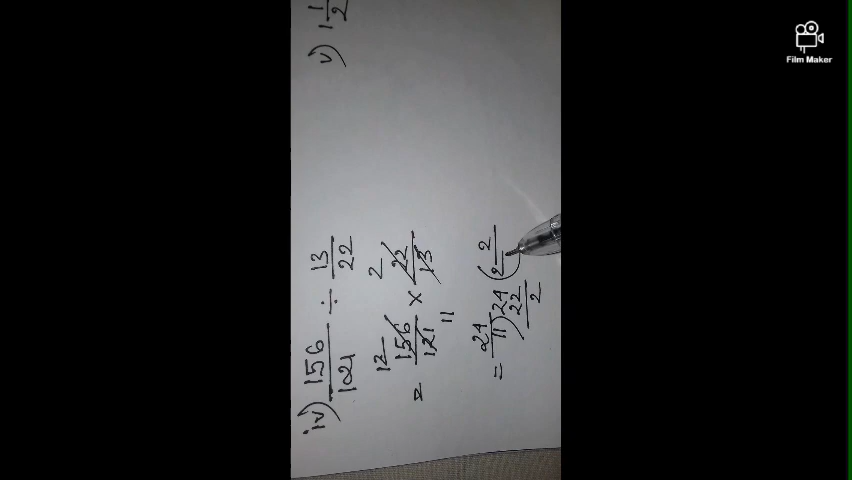 iv) 156/121 ÷ 13/22
= 12 156/121 11 × 2 22/13
= 24/11 11) 24 (2 2
22
2
v) 1 1/2
Film Maker